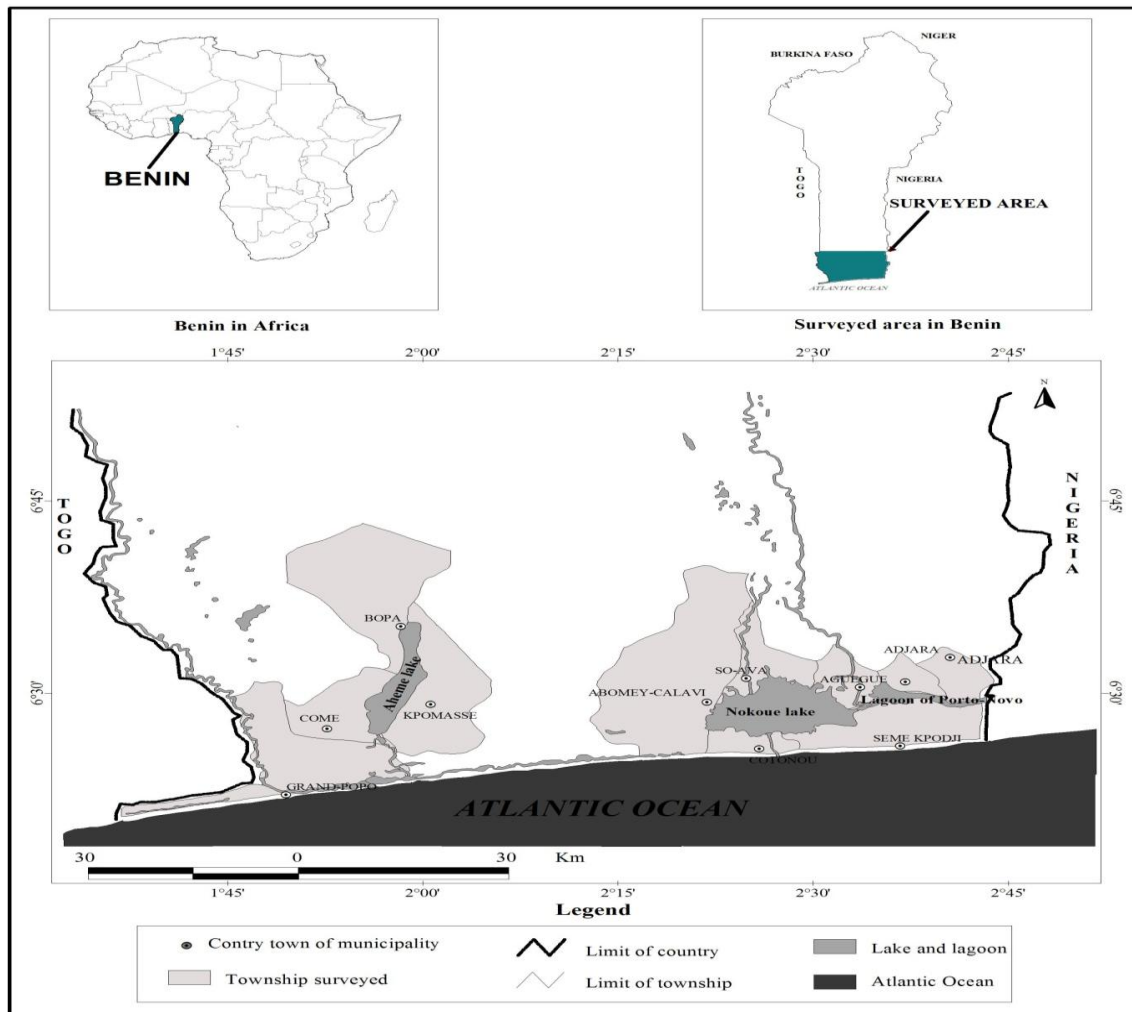 BENIN
Benin in Africa
NIGER
BURKINA FASO
TOGO
NIGERIA
SURVEYED AREA
ATLANTIC OCEAN
Surveyed area in Benin
1°45' 2°00' 2°15' 2°30' 2°45'
N
6°45' 6°45'
TOGO
NIGERIA
BOPA
Aheme lake
COME
KPOMASSE
GRAND-POPO
6°30' 6°30'
ADJARA
ADJARA
SO-AVA
AGUEGUE
ABOMEY-CALAVI
Lagoon of Porto-Novo
Nokoue lake
SEME KPODJI
COTONOU
ATLANTIC OCEAN
30 0 30 Km
1°45' 2°00' 2°15' 2°30' 2°45'
Legend
Contry town of municipality
Limit of country
Lake and lagoon
Township surveyed
Limit of township
Atlantic Ocean